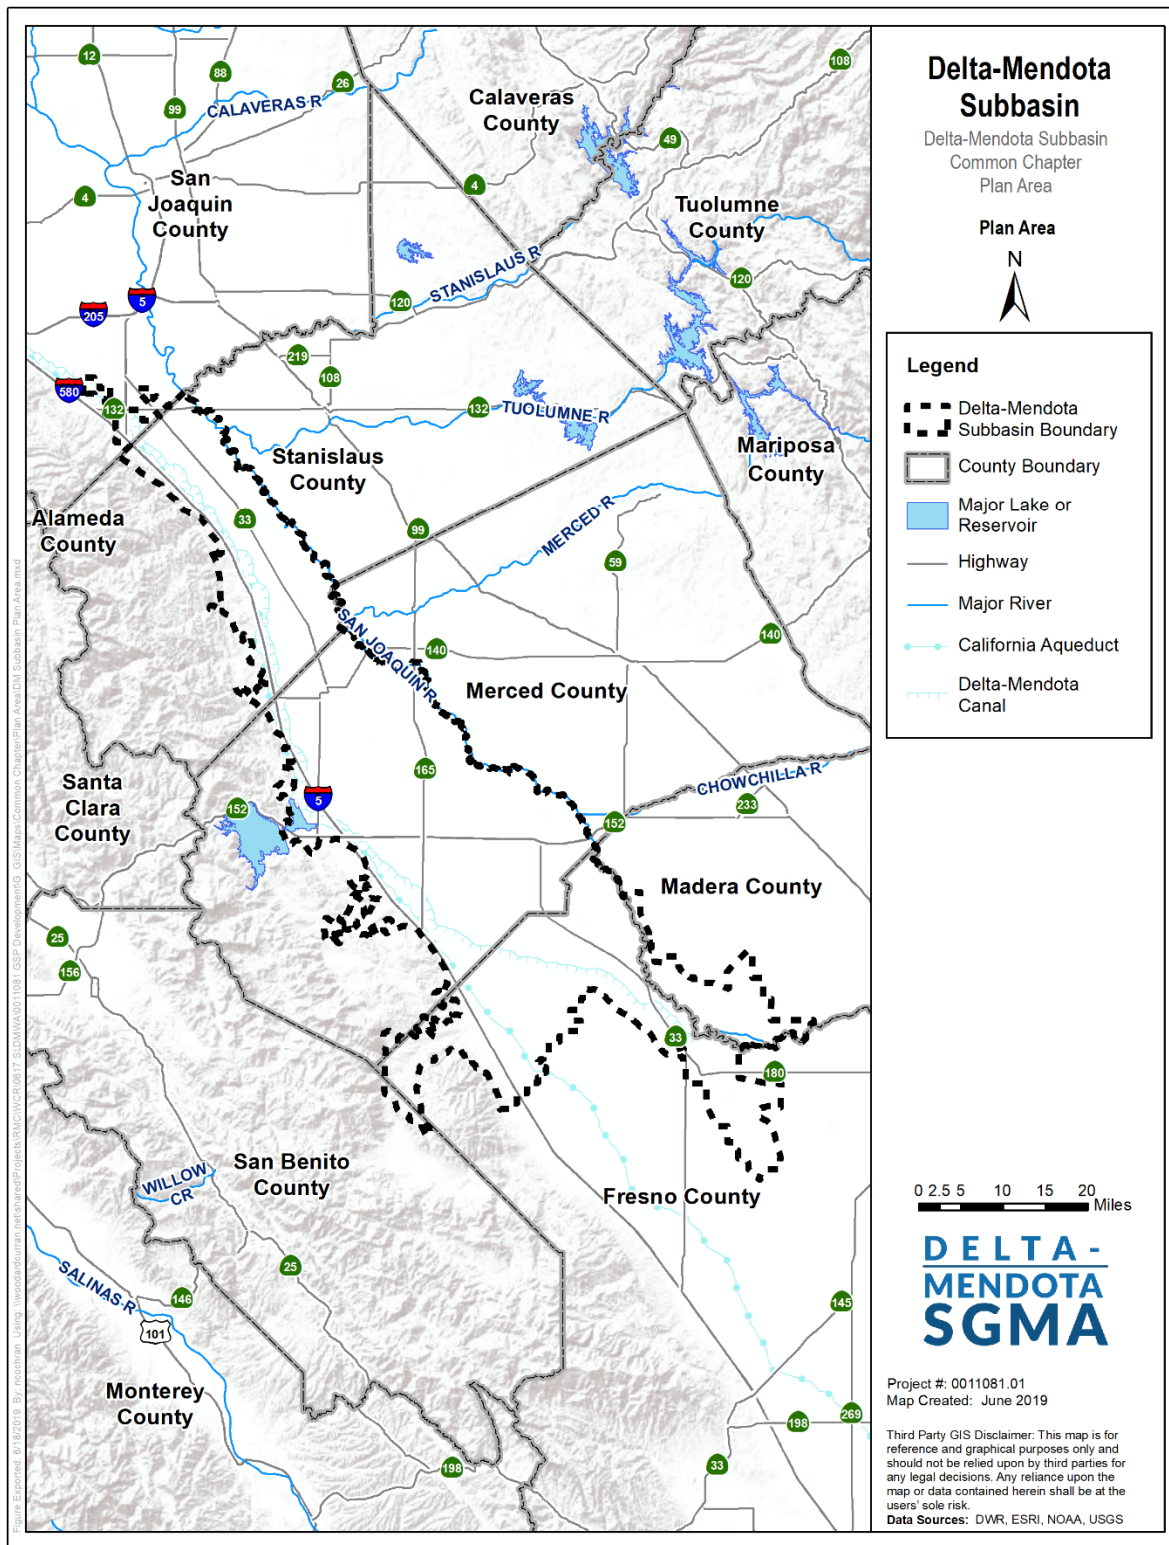 Delta-Mendota
Subbasin
Delta-Mendota Subbasin
Common Chapter
Plan Area
Plan Area
N
Legend
Delta-Mendota
Subbasin Boundary
County Boundary
Major Lake or
Reservoir
Highway
Major River
California Aqueduct
Delta-Mendota
Canal
0 2.5 5 10 15 20
Miles
DELTA-
MENDOTA
SGMA
Project #: 0011081.01
Map Created: June 2019
Third Party GIS Disclaimer: This map is for
reference and graphical purposes only and
should not be relied upon by third parties for
any legal decisions. Any reliance upon the
map or data contained herein shall be at the
users' sole risk.
Data Sources: DWR, ESRI, NOAA, USGS
12
88
26
108
99
CALAVERAS R
Calaveras
County
49
San
Joaquin
County
4
4
Tuolumne
County
STANISLAUS R
120
120
5
205
219
108
580
132
132
TUOLUMNE R
Stanislaus
County
Mariposa
County
Alameda
County
33
99
MERCED R
59
SAN JOAQUIN R
140
140
Merced County
Santa
Clara
County
165
5
152
CHOWCHILLA R
233
152
Madera County
25
156
33
180
San Benito
County
WILLOW
CR
Fresno County
SALINAS R
25
146
101
145
Monterey
County
269
198
198
33